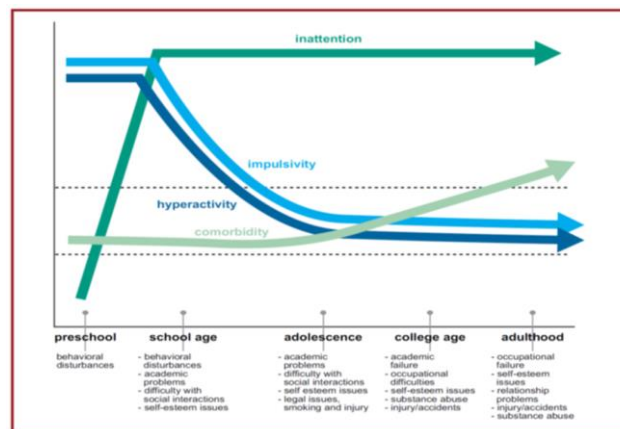 inattention
impulsivity
hyperactivity
comorbidity
preschool
behavioral
disturbances
school age
- behavioral
disturbances
- academic
problems
- difficulty with
social interactions
- self-esteem issues
adolescence
- academic
problems
- difficulty with
social interactions
- self esteem issues
- legal issues,
smoking and injury
college age
- academic
failure
- occupational
difficulties
- self-esteem issues
- substance abuse
- injury/accidents
adulthood
- occupational
failure
- self-esteem
issues
- relationship
problems
- injury/accidents
- substance abuse